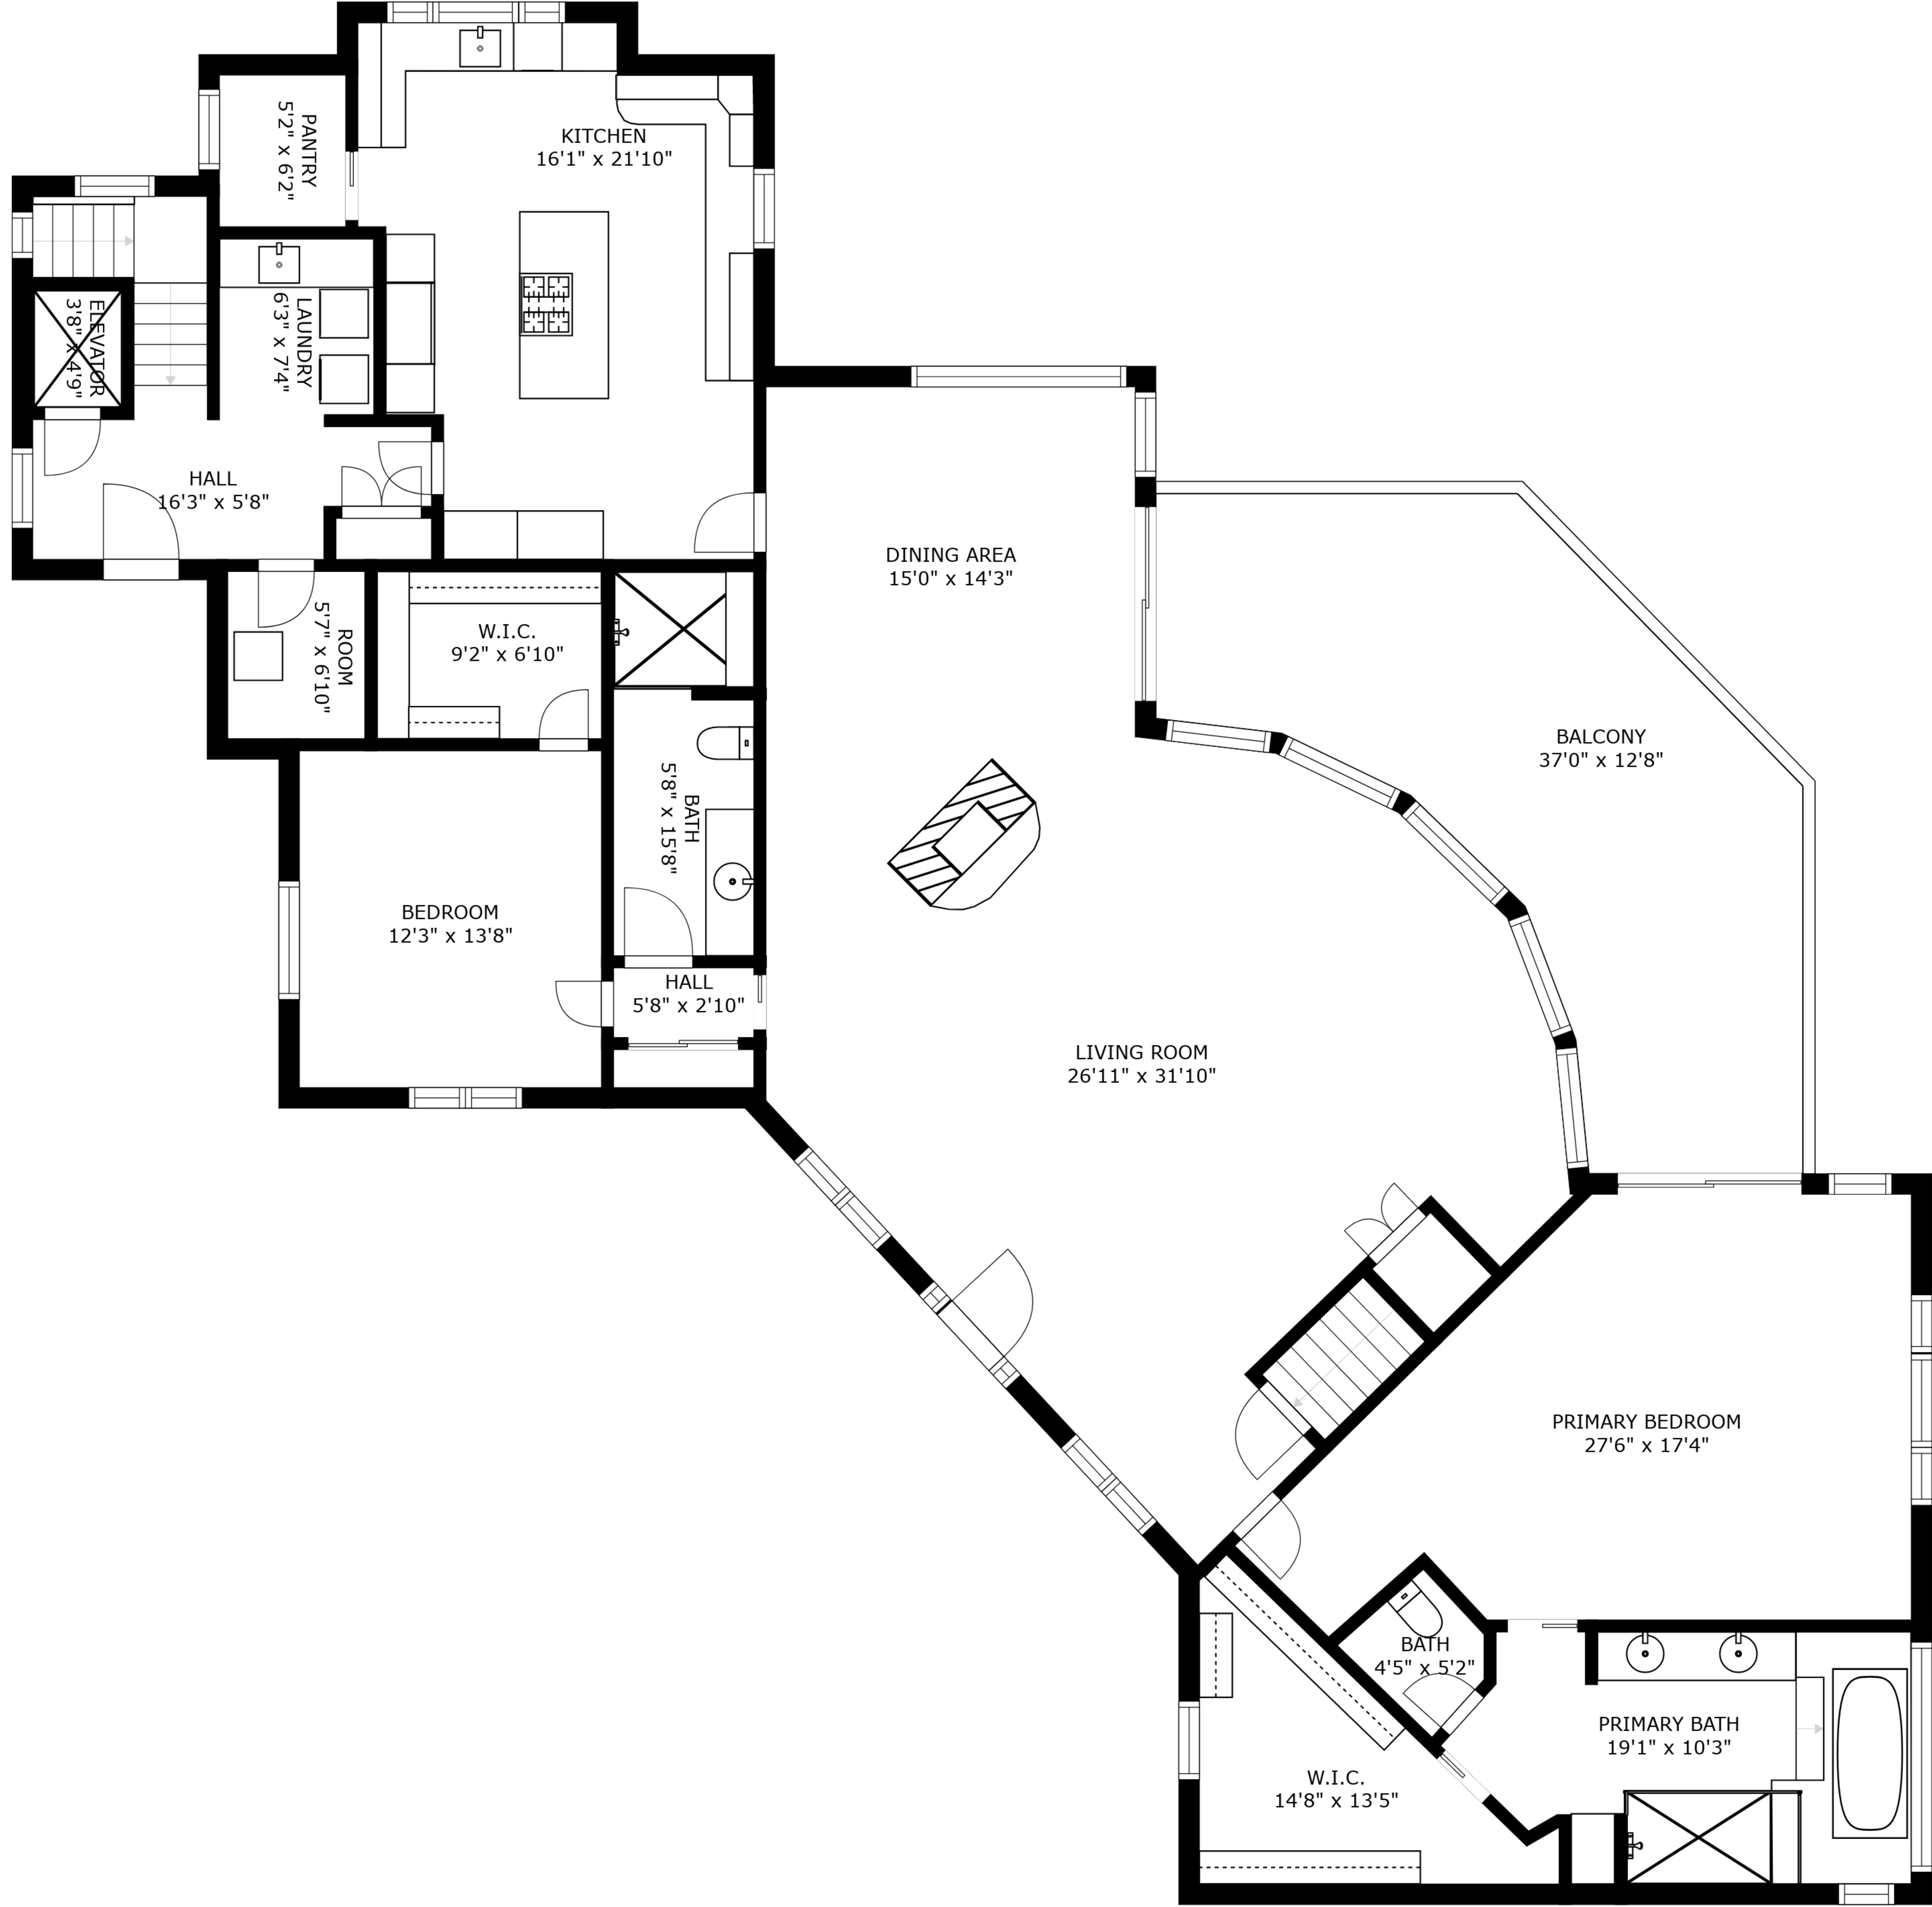 PANTRY
5'2" x 6'2"
KITCHEN
16'1" x 21'10"
ELEVATOR
3'8" x 4'9"
LAUNDRY
6'3" x 7'4"
HALL
16'3" x 5'8"
DINING AREA
15'0" x 14'3"
ROOM
5'7" x 6'10"
W.I.C.
9'2" x 6'10"
BALCONY
37'0" x 12'8"
BATH
5'8" x 15'8"
BEDROOM
12'3" x 13'8"
HALL
5'8" x 2'10"
LIVING ROOM
26'11" x 31'10"
PRIMARY BEDROOM
27'6" x 17'4"
BATH
4'5" x 5'2"
PRIMARY BATH
19'1" x 10'3"
W.I.C.
14'8" x 13'5"